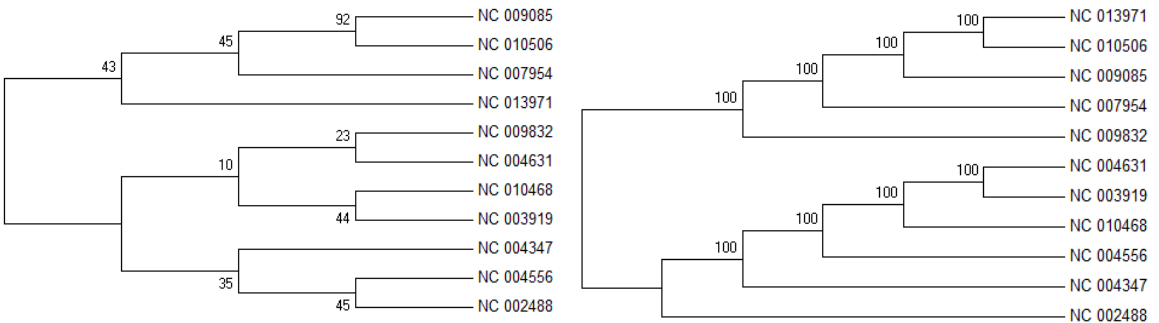 92
NC 009085
45
NC 010506
43
NC 007954
NC 013971
23
NC 009832
10
NC 004631
NC 010468
44
NC 003919
NC 004347
35
NC 004556
45
NC 002488
100
NC 013971
100
NC 010506
100
NC 009085
100
NC 007954
NC 009832
100
NC 004631
100
NC 003919
100
NC 010468
100
NC 004556
NC 004347
NC 002488